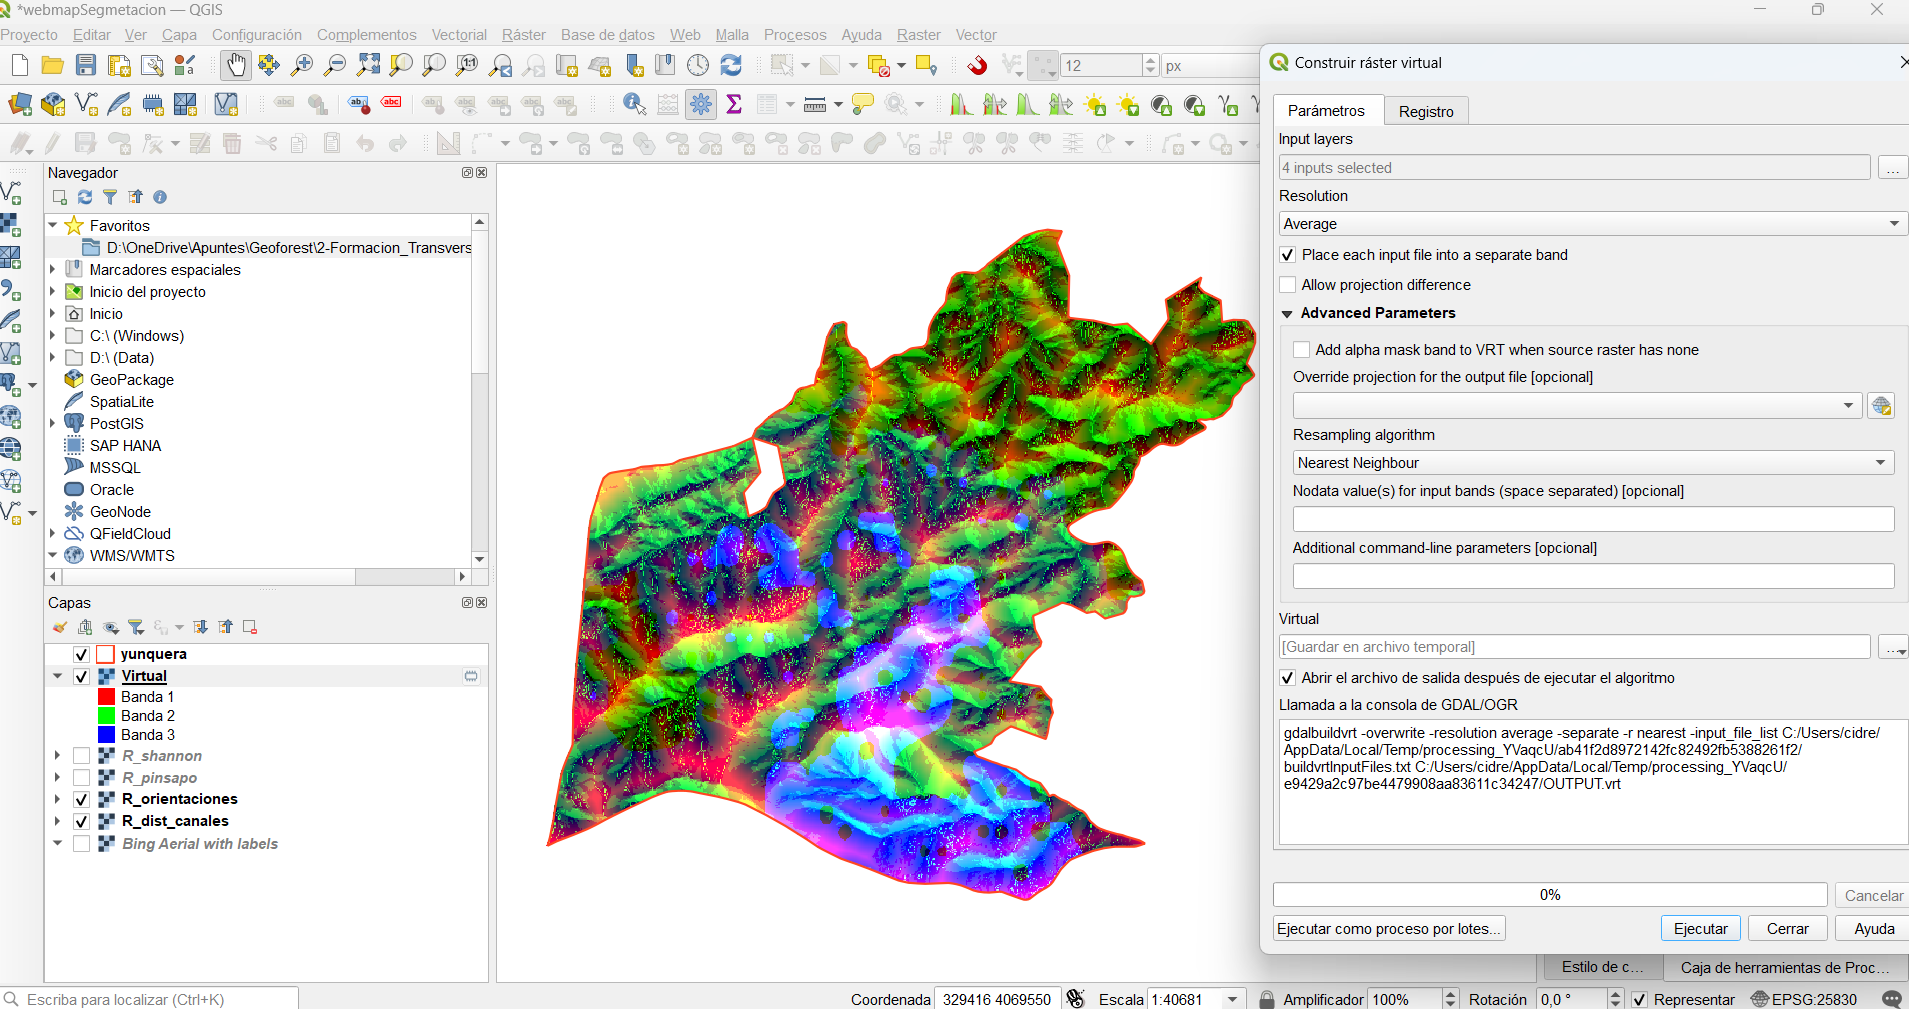 *webmapSegmetacion — QGIS
Proyecto Editar Ver Capa Configuración Complementos Vectorial Ráster Base de datos Web Malla Procesos Ayuda Raster Vector
1:1
12
px
abc
abc
abc
Navegador
Favoritos
D:\OneDrive\Apuntes\Geoforest\2-Formacion_Transvers
Marcadores espaciales
Inicio del proyecto
Inicio
C:\ (Windows)
D:\ (Data)
GeoPackage
SpatiaLite
PostGIS
SAP HANA
MSSQL
Oracle
GeoNode
QFieldCloud
WMS/WMTS
Capas
yunquera
Virtual
Banda 1
Banda 2
Banda 3
R_shannon
R_pinsapo
R_orientaciones
R_dist_canales
Bing Aerial with labels
Construir ráster virtual
Parámetros Registro
Input layers
4 inputs selected
...
Resolution
Average
Place each input file into a separate band
Allow projection difference
Advanced Parameters
Add alpha mask band to VRT when source raster has none
Override projection for the output file [opcional]
Resampling algorithm
Nearest Neighbour
Nodata value(s) for input bands (space separated) [opcional]
Additional command-line parameters [opcional]
Virtual
[Guardar en archivo temporal]
...
Abrir el archivo de salida después de ejecutar el algoritmo
Llamada a la consola de GDAL/OGR
gdalbuildvrt -overwrite -resolution average -separate -r nearest -input_file_list C:/Users/cidre/
AppData/Local/Temp/processing_YVaqcU/ab41f2d8972142fc82492fb5388261f2/
buildvrtInputFiles.txt C:/Users/cidre/AppData/Local/Temp/processing_YVaqcU/
e9429a2c97be4479908aa83611c34247/OUTPUT.vrt
0%
Cancelar
Ejecutar como proceso por lotes...
Ejecutar
Cerrar
Ayuda
Estilo de c...
Caja de herramientas de Proc...
Escriba para localizar (Ctrl+K)
Coordenada 329416 4069550 Escala 1:40681 Amplificador 100% Rotación 0,0 ° Representar EPSG:25830